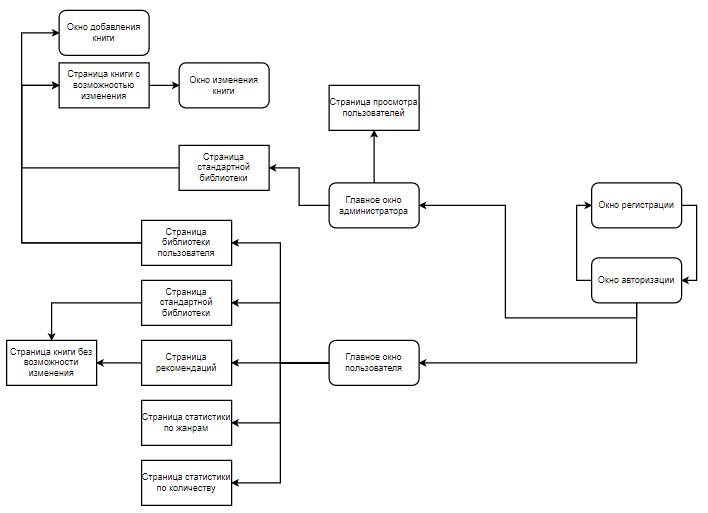 Окно добавления
книги
Страница книги с
возможностью
изменения
Окно изменения
книги
Страница просмотра
пользователей
Страница
стандартной
библиотеки
Главное окно
администратора
Окно регистрации
Страница
библиотеки
пользователя
Окно авторизации
Страница
стандартной
библиотеки
Страница книги без
возможности
изменения
Страница
рекомендаций
Главное окно
пользователя
Страница статистики
по жанрам
Страница статистики
по количеству